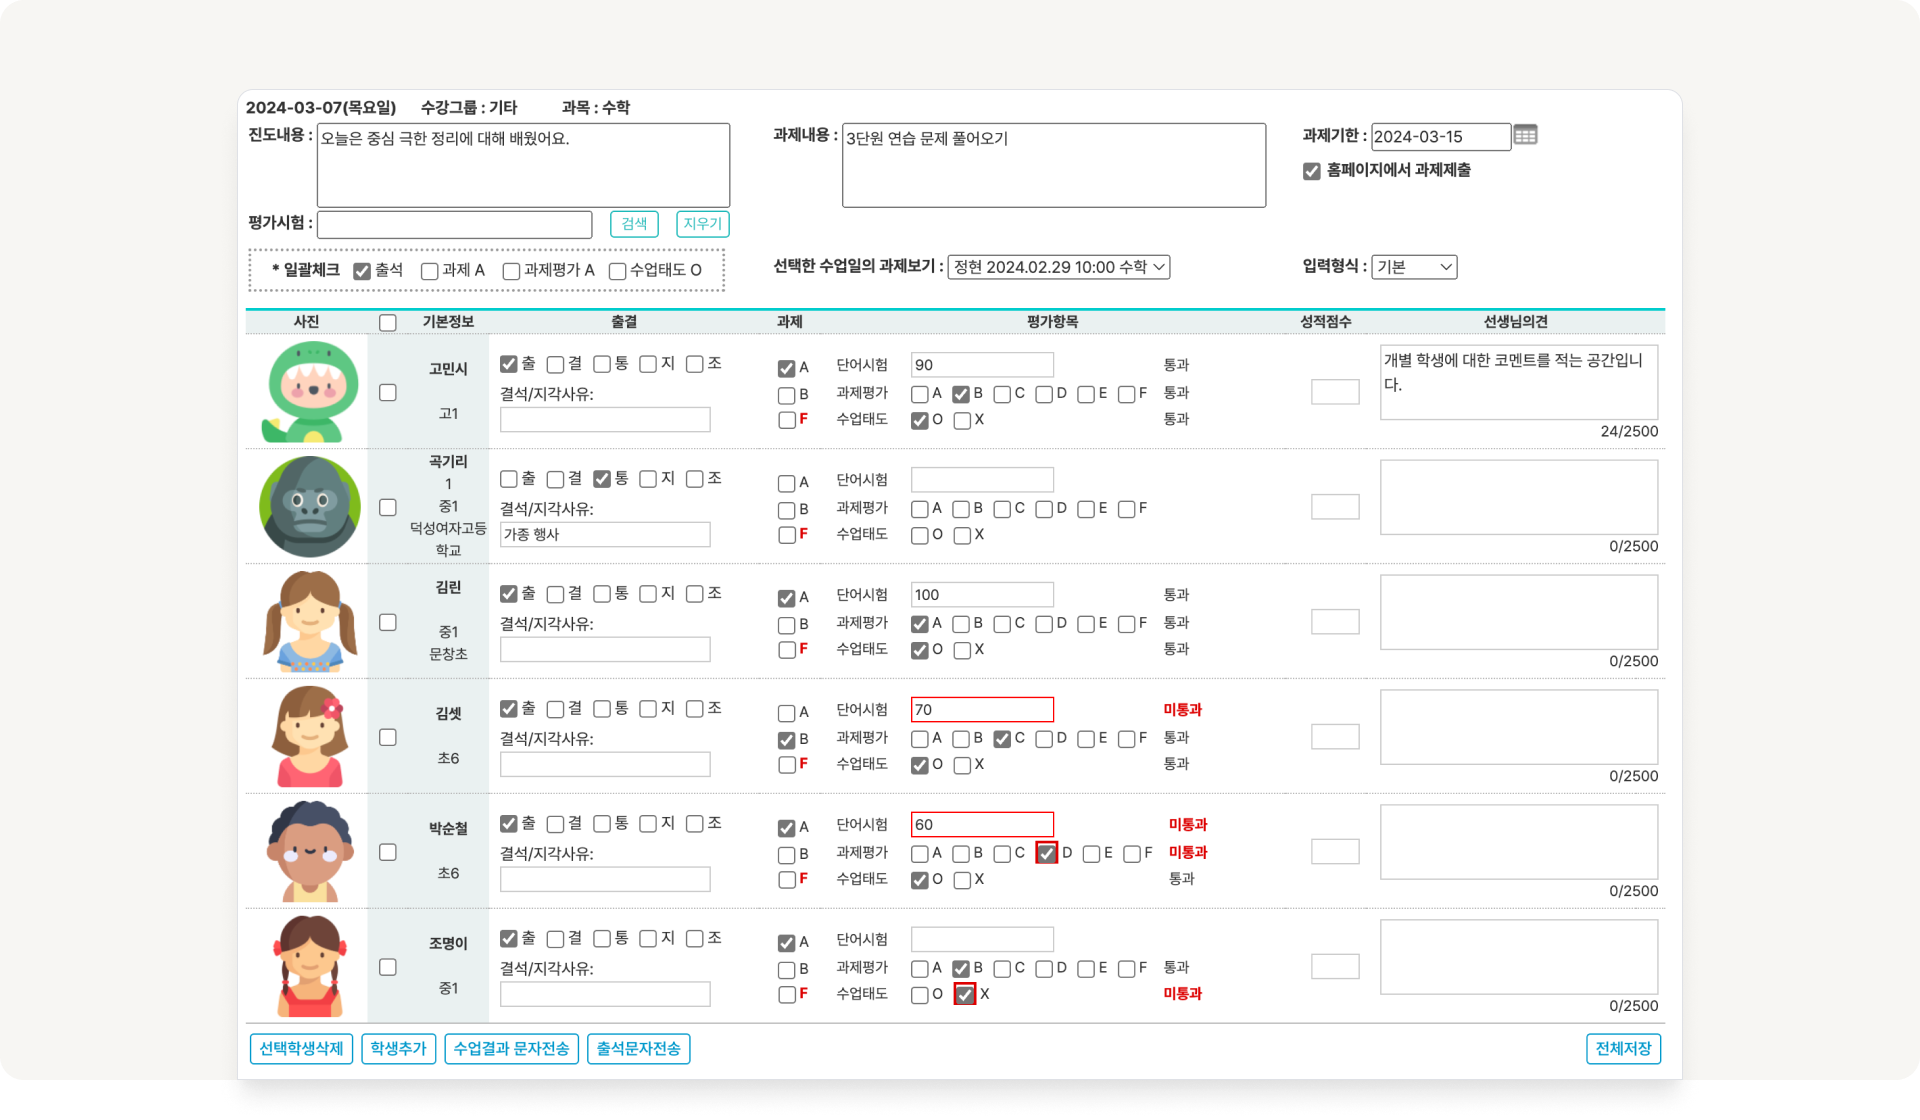 2024-03-07(목요일) 수강그룹 : 기타 과목 : 수학
진도내용 : 오늘은 중심 극한 정리에 대해 배웠어요. 과제내용 : 3단원 연습 문제 풀어오기 과제기한 : 2024-03-15
홈페이지에서 과제제출
평가시험 : 검색 지우기
* 일괄체크 출석 과제 A 과제평가 A 수업태도 O 선택한 수업일의 과제보기 : 정현 2024.02.29 10:00 수학 입력형식 : 기본
사진 기본정보 출결 과제 평가항목 성적점수 선생님의견
고민시
고1
출 결 통 지 조
결석/지각사유:
A
B
F
단어시험 90 통과
과제평가 A B C D E F 통과
수업태도 O X 통과
개별 학생에 대한 코멘트를 적는 공간입니
다.
24/2500
곡기리
1
중1
덕성여자고등
학교
출 결 통 지 조
결석/지각사유:
가종 행사
A
B
F
단어시험
과제평가 A B C D E F
수업태도 O X
0/2500
김린
중1
문창초
출 결 통 지 조
결석/지각사유:
A
B
F
단어시험 100 통과
과제평가 A B C D E F 통과
수업태도 O X 통과
0/2500
김셋
초6
출 결 통 지 조
결석/지각사유:
A
B
F
단어시험 70 미통과
과제평가 A B C D E F 통과
수업태도 O X 통과
0/2500
박순철
초6
출 결 통 지 조
결석/지각사유:
A
B
F
단어시험 60 미통과
과제평가 A B C D E F 미통과
수업태도 O X 통과
0/2500
조명이
중1
출 결 통 지 조
결석/지각사유:
A
B
F
단어시험
과제평가 A B C D E F 통과
수업태도 O X 미통과
0/2500
선택학생삭제 학생추가 수업결과 문자전송 출석문자전송 전체저장